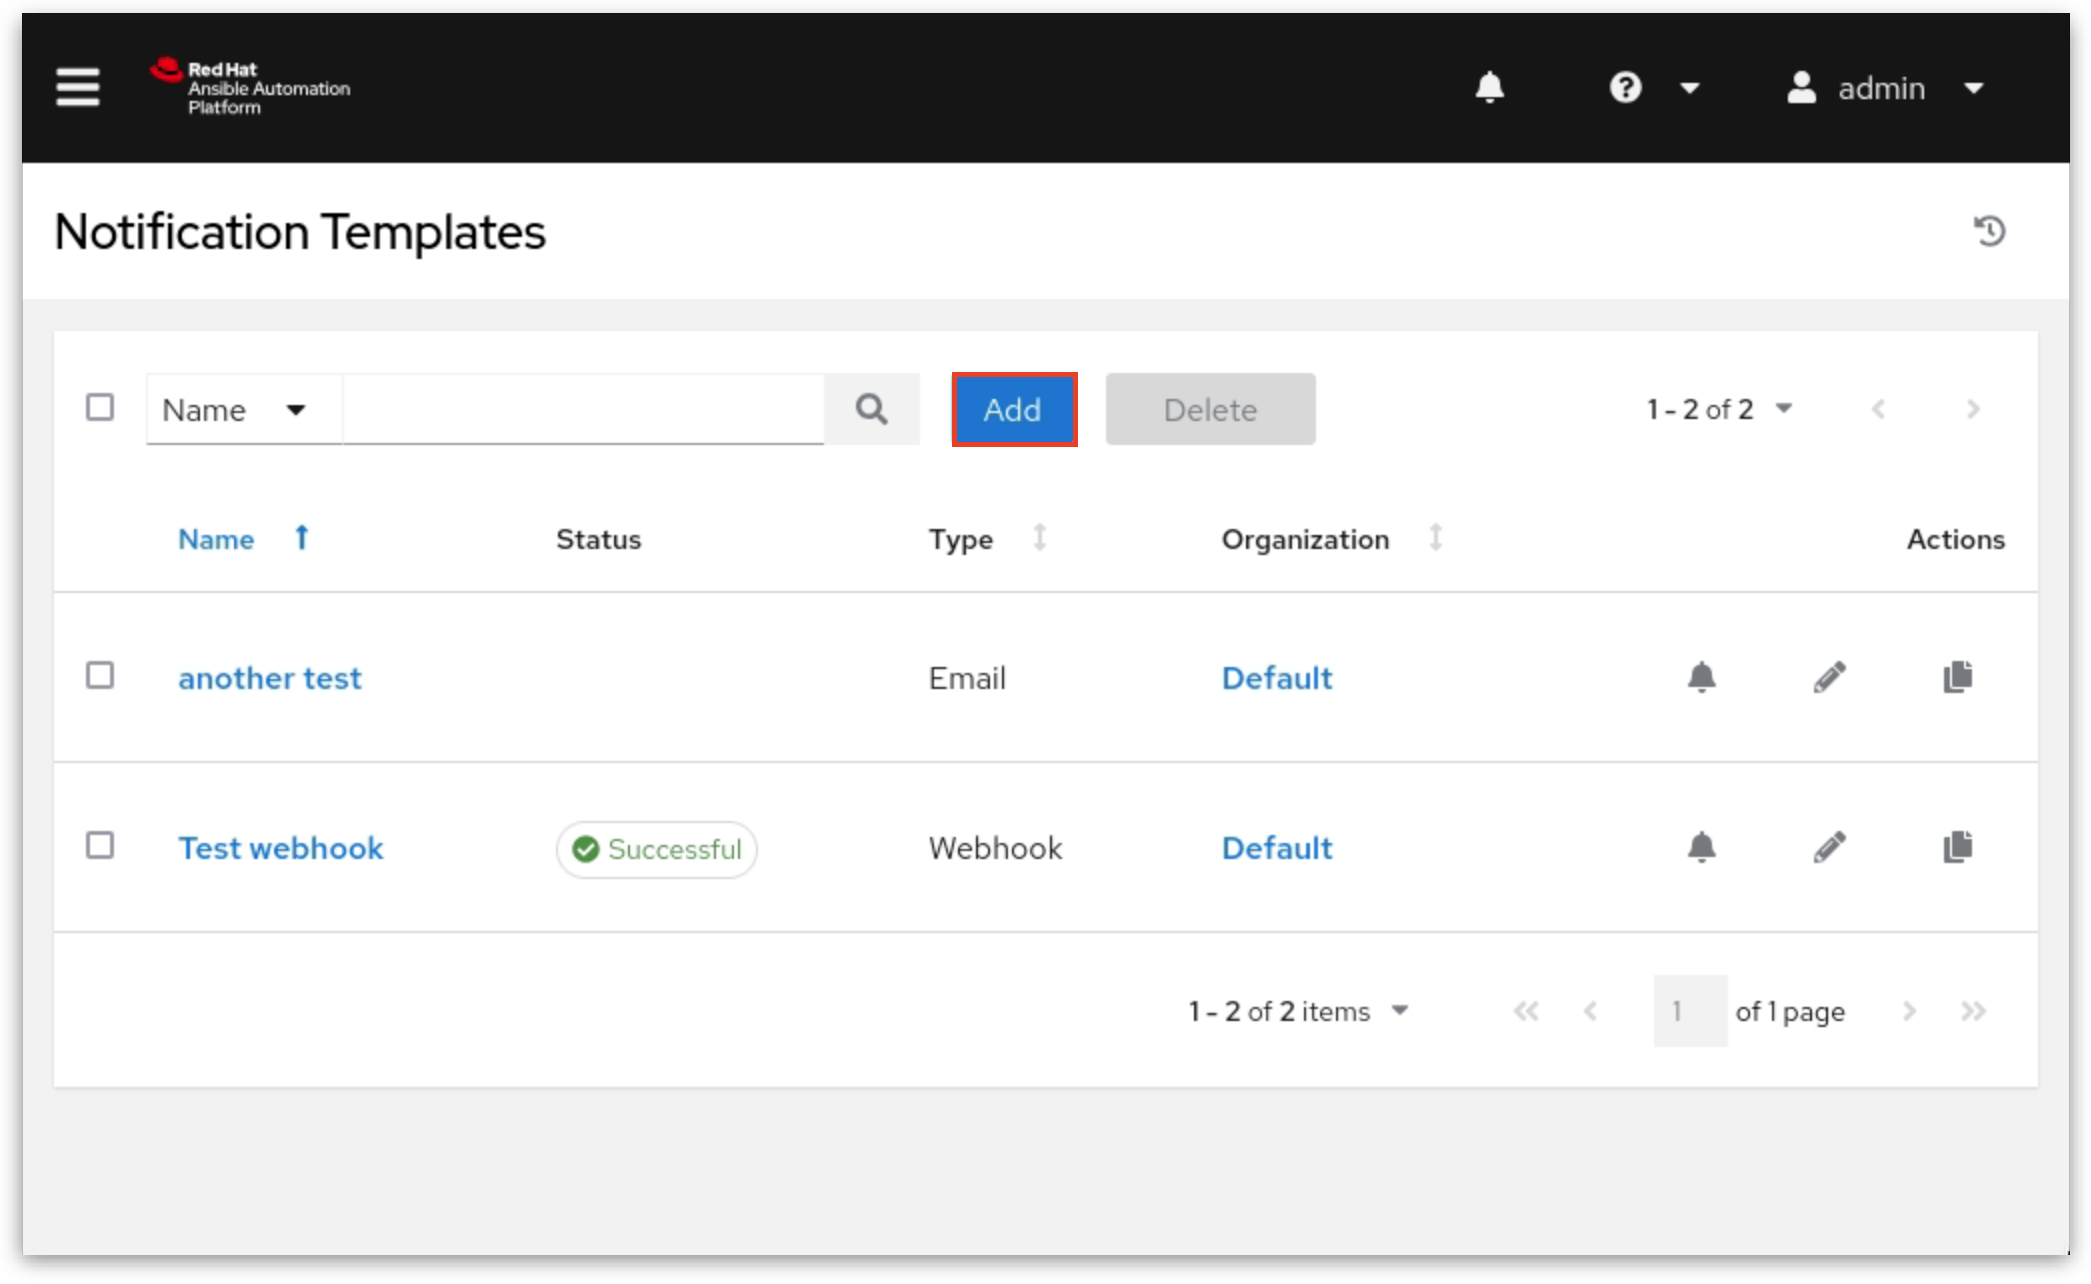 Red Hat
Ansible Automation
Platform
admin
Notification Templates
Name
Add
Delete
1 - 2 of 2
Name
Status
Type
Organization
Actions
another test
Email
Default
Test webhook
Successful
Webhook
Default
1 - 2 of 2 items
1
of 1 page